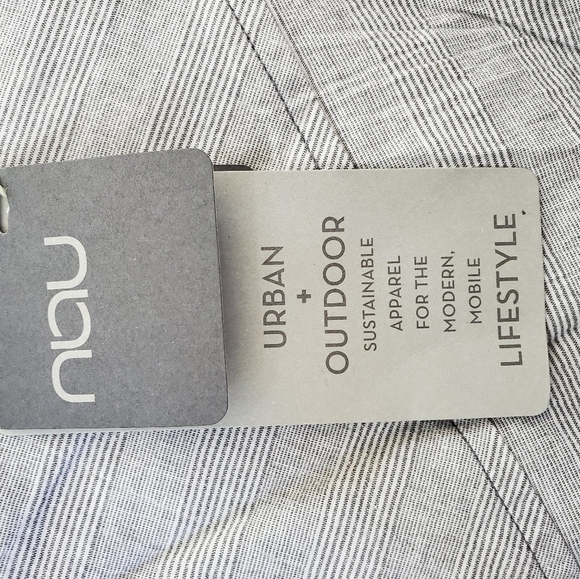 nau
URBAN
+
OUTDOOR
SUSTAINABLE
APPAREL
FOR THE
MODERN,
MOBILE
LIFESTYLE.